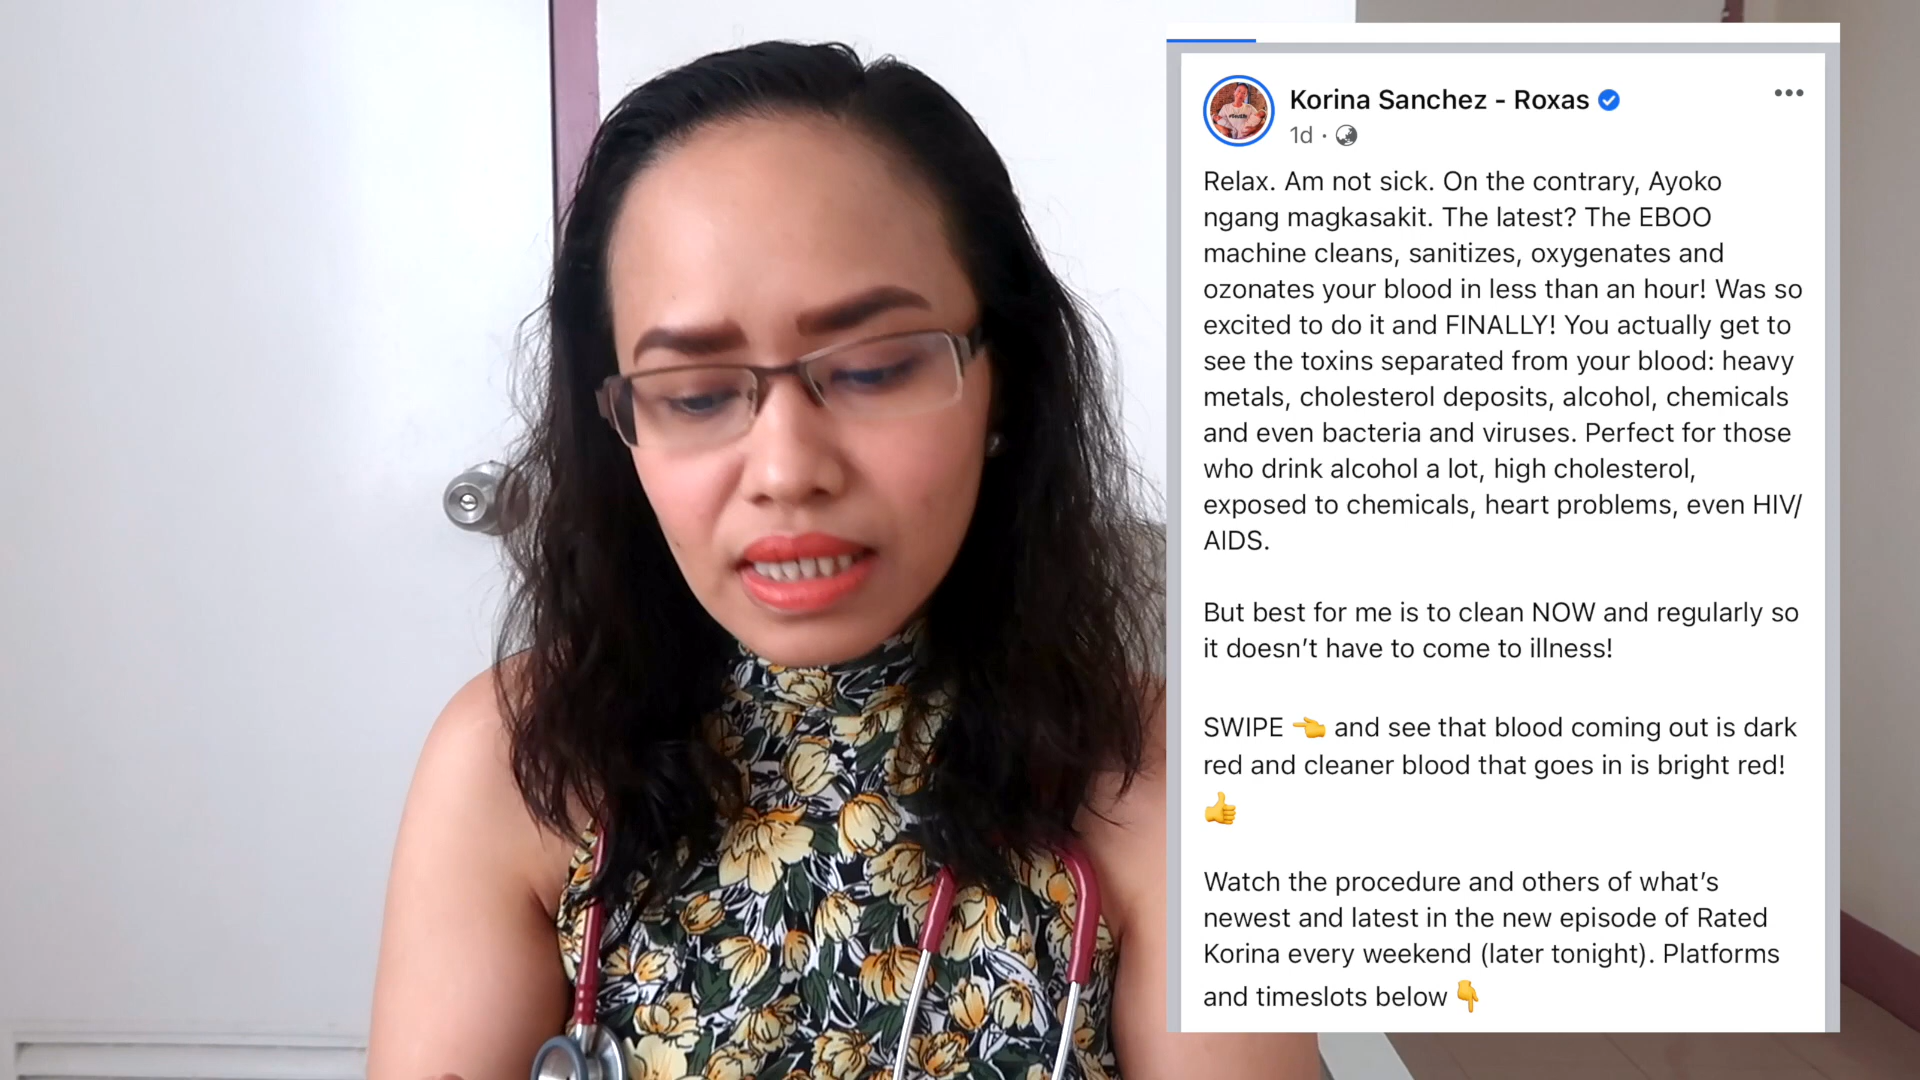 Korina Sanchez - Roxas
1d ·
Relax. Am not sick. On the contrary, Ayoko
ngang magkasakit. The latest? The EBOO
machine cleans, sanitizes, oxygenates and
ozonates your blood in less than an hour! Was so
excited to do it and FINALLY! You actually get to
see the toxins separated from your blood: heavy
metals, cholesterol deposits, alcohol, chemicals
and even bacteria and viruses. Perfect for those
who drink alcohol a lot, high cholesterol,
exposed to chemicals, heart problems, even HIV/
AIDS.
But best for me is to clean NOW and regularly so
it doesn’t have to come to illness!
SWIPE 👈 and see that blood coming out is dark
red and cleaner blood that goes in is bright red!
👍
Watch the procedure and others of what’s
newest and latest in the new episode of Rated
Korina every weekend (later tonight). Platforms
and timeslots below 👇